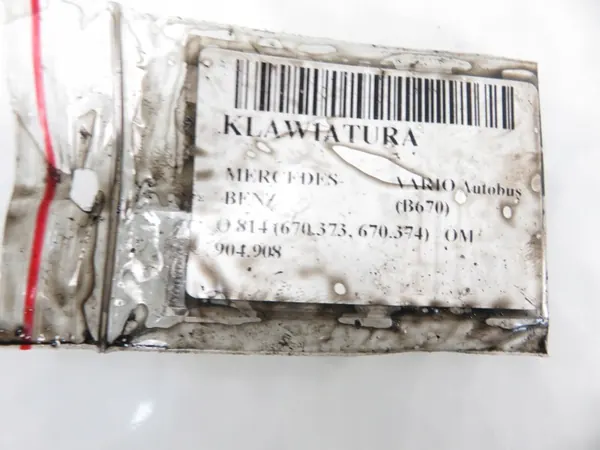 KLAWIATURA
MERCEDES- VARIO Autobus
BENZ (B670)
O 814 (670.373, 670.374) OM
904.908